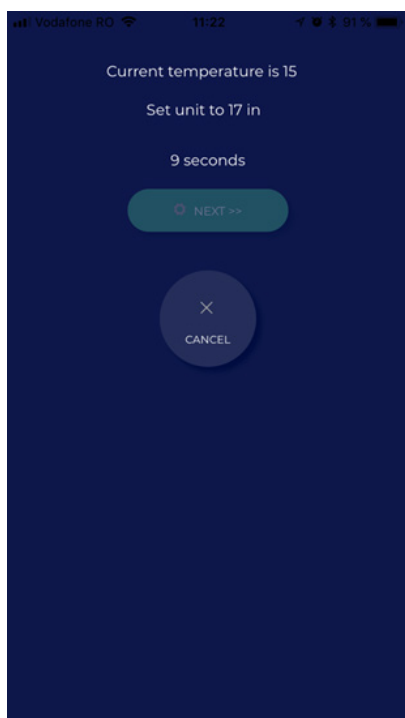 Vodafone RO 11:22 91 %
Current temperature is 15
Set unit to 17 in
9 seconds
NEXT >>
CANCEL